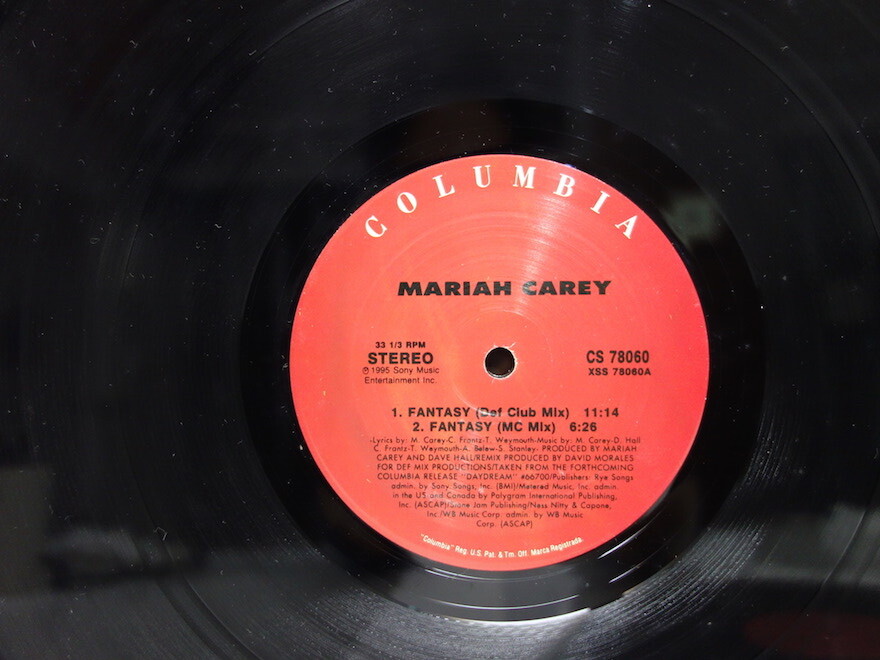 COLUMBIA
MARIAH CAREY
33 1/3 RPM
STEREO
℗ 1995 Sony Music
Entertainment Inc.
CS 78060
XSS 78060A
1. FANTASY (Def Club Mix) 11:14
2. FANTASY (MC Mix) 6:26
Lyrics by: M. Carey-C. Frantz-T. Weymouth-Music by: M. Carey-D. Hall
C. Frantz-T. Weymouth-A. Belew-S. Stanley- PRODUCED BY MARIAH
CAREY AND DAVE HALL/REMIX PRODUCED BY DAVID MORALES
FOR DEF MIX PRODUCTIONS/TAKEN FROM THE FORTHCOMING
COLUMBIA RELEASE "DAYDREAM" #66700/Publishers: Rye Songs
admin. by Sony Songs, Inc. (BMI)/Metered Music, Inc. admin.
in the US and Canada by Polygram International Publishing,
Inc. (ASCAP)/Stone Jam Publishing/Ness Nitty & Capone,
Inc./WB Music Corp. admin. by WB Music
Corp. (ASCAP)
"Columbia" Reg. U.S. Pat. & Tm. Off. Marca Registrada.